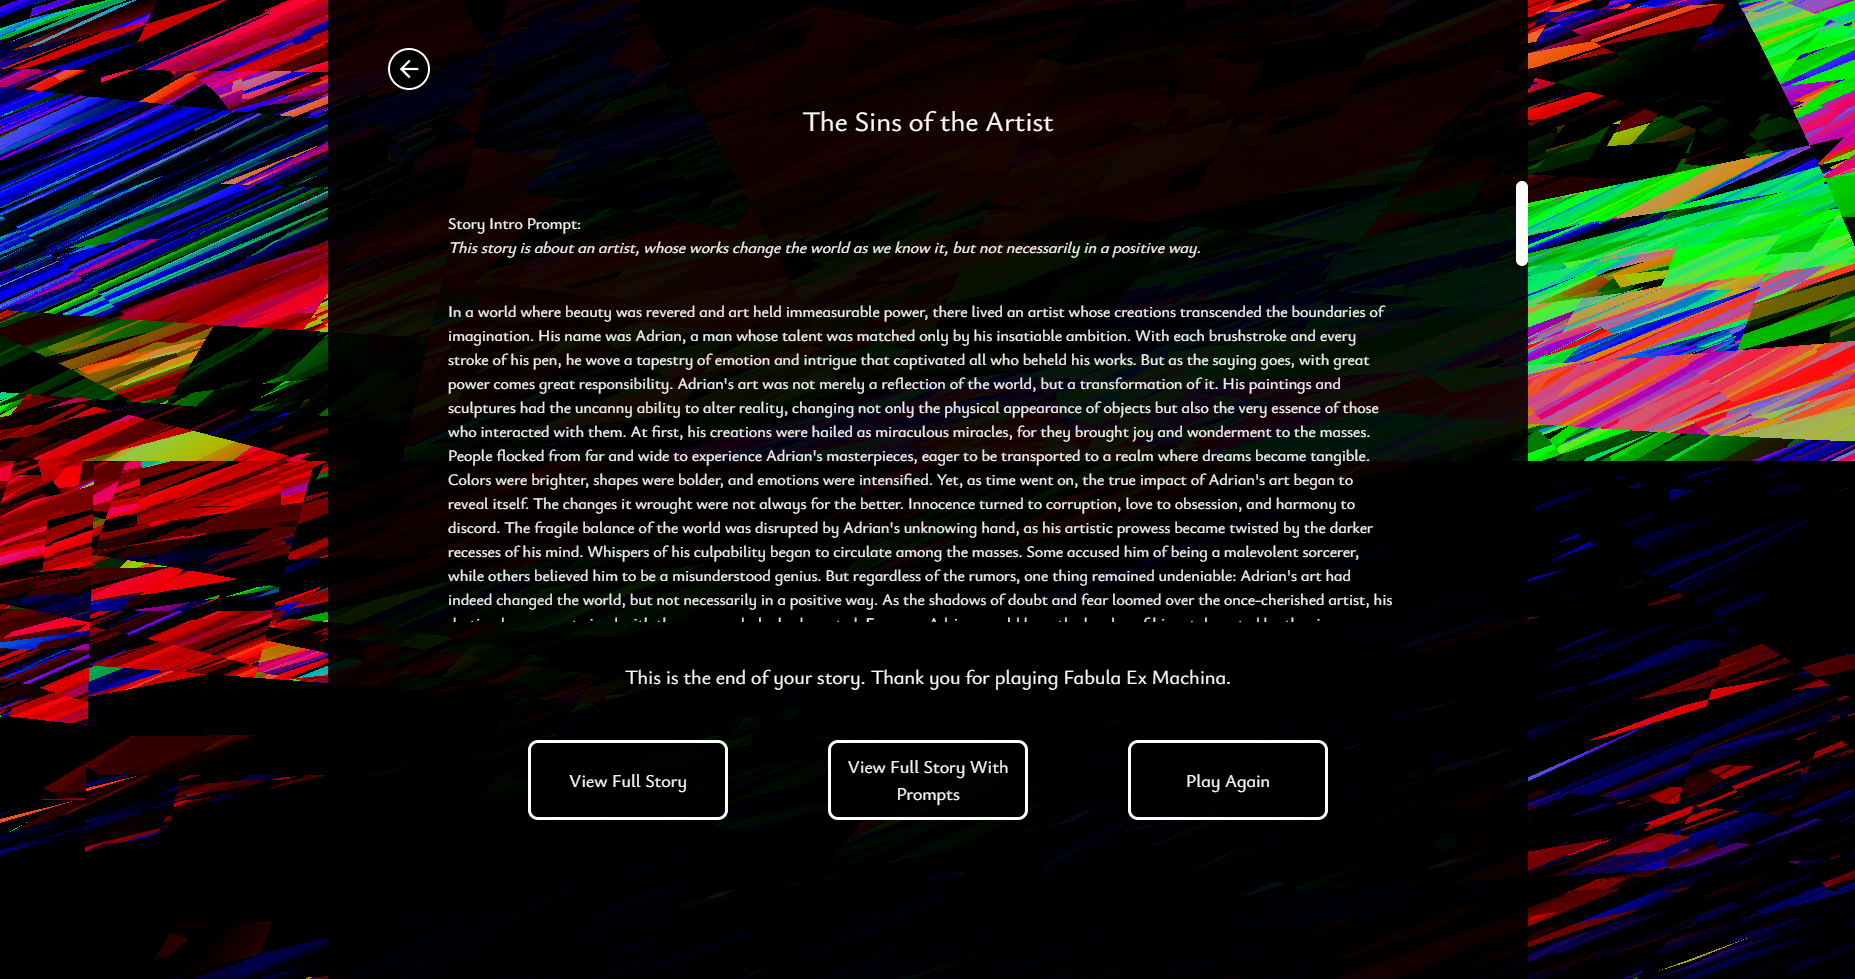 The Sins of the Artist
Story Intro Prompt:
This story is about an artist, whose works change the world as we know it, but not necessarily in a positive way.
In a world where beauty was revered and art held immeasurable power, there lived an artist whose creations transcended the boundaries of
imagination. His name was Adrian, a man whose talent was matched only by his insatiable ambition. With each brushstroke and every
stroke of his pen, he wove a tapestry of emotion and intrigue that captivated all who beheld his works. But as the saying goes, with great
power comes great responsibility. Adrian's art was not merely a reflection of the world, but a transformation of it. His paintings and
sculptures had the uncanny ability to alter reality, changing not only the physical appearance of objects but also the very essence of those
who interacted with them. At first, his creations were hailed as miraculous miracles, for they brought joy and wonderment to the masses.
People flocked from far and wide to experience Adrian's masterpieces, eager to be transported to a realm where dreams became tangible.
Colors were brighter, shapes were bolder, and emotions were intensified. Yet, as time went on, the true impact of Adrian's art began to
reveal itself. The changes it wrought were not always for the better. Innocence turned to corruption, love to obsession, and harmony to
discord. The fragile balance of the world was disrupted by Adrian's unknowing hand, as his artistic prowess became twisted by the darker
recesses of his mind. Whispers of his culpability began to circulate among the masses. Some accused him of being a malevolent sorcerer,
while others believed him to be a misunderstood genius. But regardless of the rumors, one thing remained undeniable: Adrian's art had
indeed changed the world, but not necessarily in a positive way. As the shadows of doubt and fear loomed over the once-cherished artist, his
This is the end of your story. Thank you for playing Fabula Ex Machina.
View Full Story
View Full Story With
Prompts
Play Again